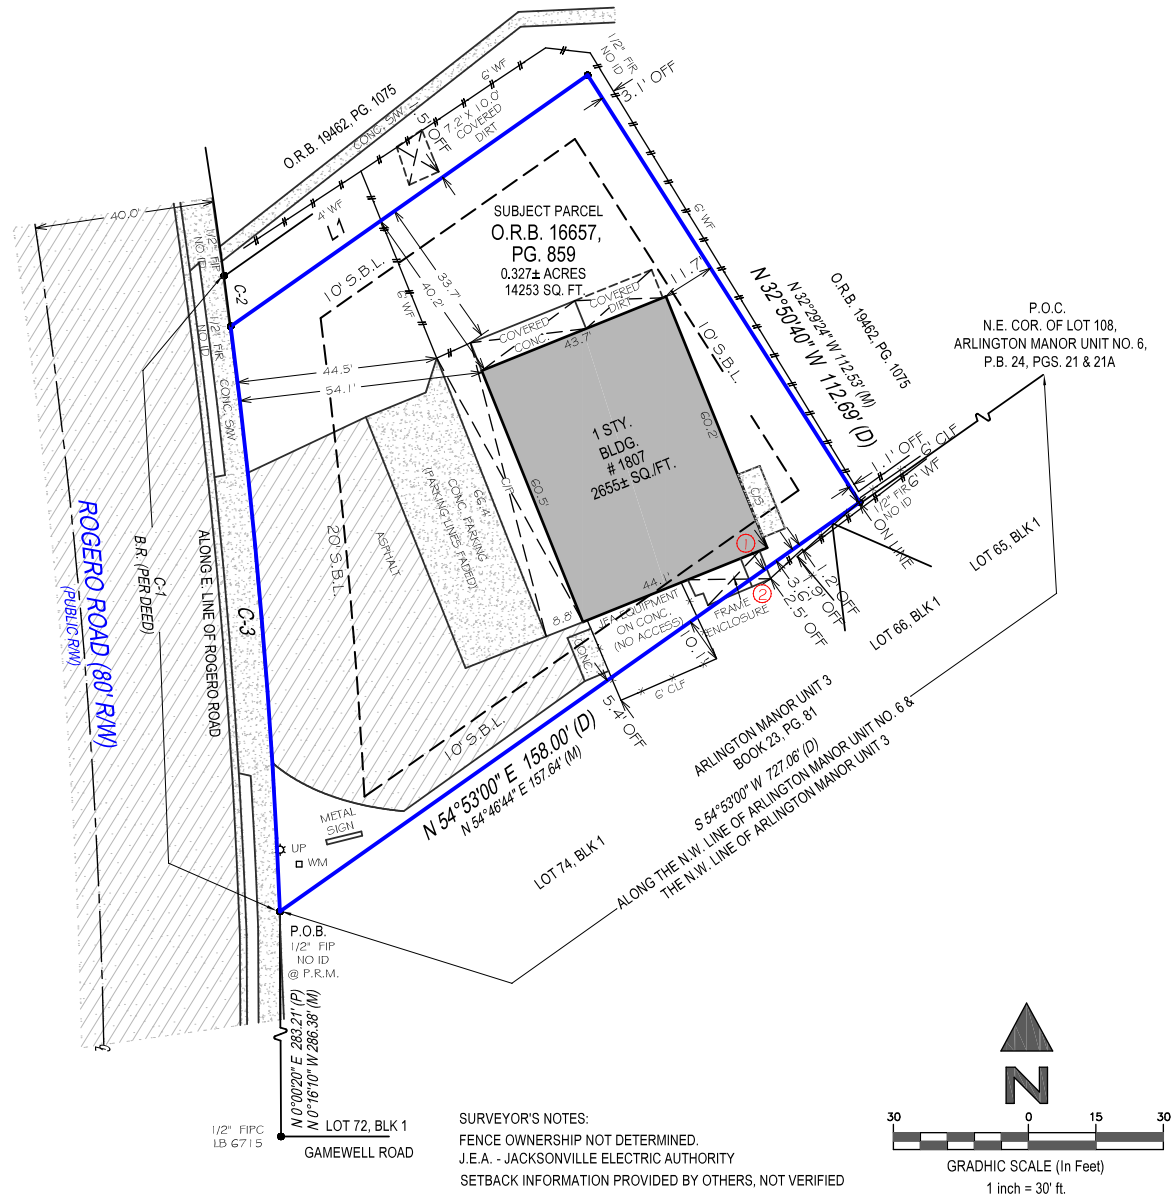 1/2" FIR
NO ID
3.1' OFF
6' WF
O.R.B. 19462, PG. 1075
CONC. S/W
5' OFF
7.2' X 10.0'
COVERED
DIRT
40.0'
1/2" FIP
NO ID
4' WF
L1
C-2
1/2" FIR
NO ID
CONC. S/W
10' S.B.L.
SUBJECT PARCEL
O.R.B. 16657,
PG. 859
0.327± ACRES
14253 SQ. FT.
33.7'
40.2'
6' WF
6' WF
11.7'
COVERED
DIRT
COVERED
CONC.
43.7'
10' S.B.L.
N 32°50'40" W 112.69' (D)
N 32°29'24" W 112.53' (M)
O.R.B. 19462, PG. 1075
P.O.C.
N.E. COR. OF LOT 108,
ARLINGTON MANOR UNIT NO. 6,
P.B. 24, PGS. 21 & 21A
44.5'
54.1'
1 STY.
BLDG.
# 1807
2655± SQ./FT.
60.2'
60.5'
C/P
66.4'
CONC. PARKING
(PARKING LINES FADED)
ASPHALT
20' S.B.L.
C/S
1.1' OFF
6' CLF
6' WF
1/2" FIR
NO ID
ON LINE
LOT 65, BLK 1
LOT 66, BLK 1
1
2
1.2' OFF
1.9' OFF
3.2'
2.5' OFF
44.1'
8.8'
JEA EQUIPMENT
ON CONC.
(NO ACCESS)
FRAME
ENCLOSURE
CONC.
10.1'
6' CLF
5.4' OFF
10' S.B.L.
ROGERO ROAD (80' R/W)
(PUBLIC R/W)
C-1
B.R. (PER DEED)
ALONG E. LINE OF ROGERO ROAD
C-3
N 54°53'00" E 158.00' (D)
N 54°46'44" E 157.64' (M)
ARLINGTON MANOR UNIT 3
BOOK 23, PG. 81
S 54°53'00" W 727.06' (D)
ALONG THE N.W. LINE OF ARLINGTON MANOR UNIT NO. 6 &
THE N.W. LINE OF ARLINGTON MANOR UNIT 3
METAL
SIGN
UP
WM
LOT 74, BLK 1
P.O.B.
1/2" FIP
NO ID
@ P.R.M.
N 0°00'20" E 283.21' (P)
N 0°16'10" W 286.38' (M)
1/2" FIPC
LB 6715
LOT 72, BLK 1
GAMEWELL ROAD
SURVEYOR'S NOTES:
FENCE OWNERSHIP NOT DETERMINED.
J.E.A. - JACKSONVILLE ELECTRIC AUTHORITY
SETBACK INFORMATION PROVIDED BY OTHERS, NOT VERIFIED
N
30 0 15 30
GRADHIC SCALE (In Feet)
1 inch = 30' ft.